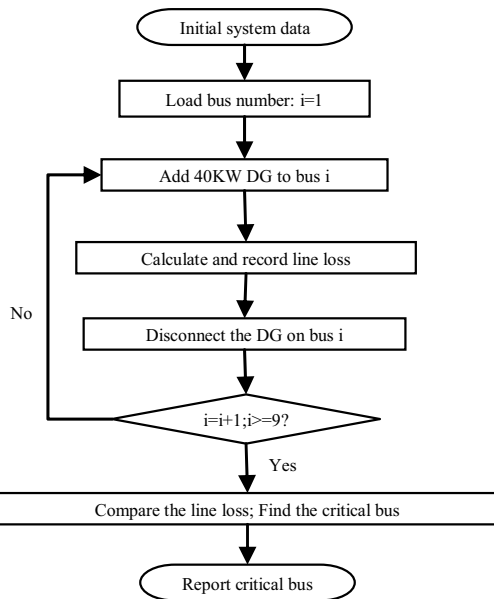 Initial system data
Load bus number: i=1
Add 40KW DG to bus i
Calculate and record line loss
No
Disconnect the DG on bus i
i=i+1;i>=9?
Yes
Compare the line loss; Find the critical bus
Report critical bus